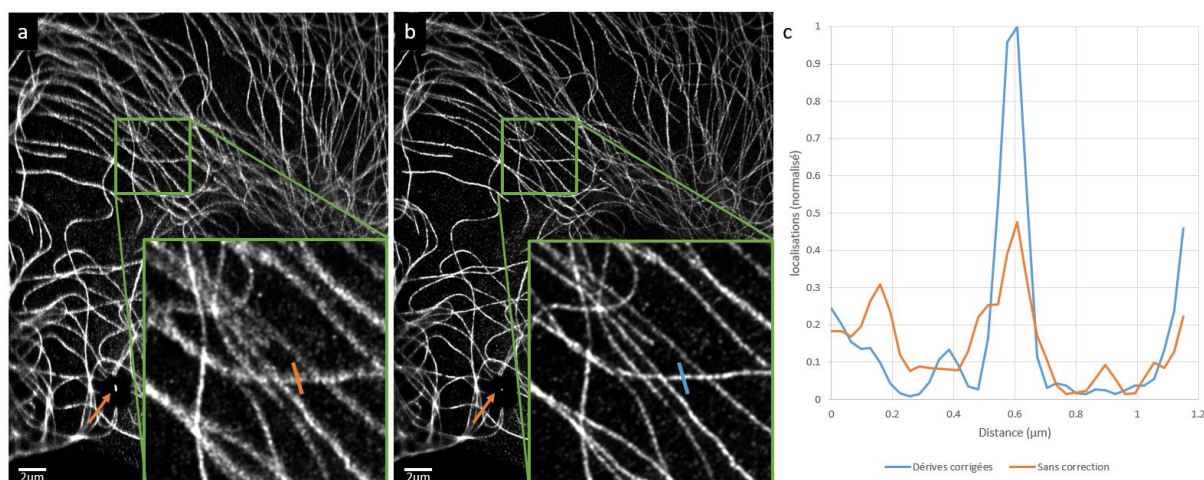 a
b
c
2µm
2µm
localisations (normalisé)
1
0.9
0.8
0.7
0.6
0.5
0.4
0.3
0.2
0.1
0
0 0.2 0.4 0.6 0.8 1 1.2
Distance (µm)
Dérives corrigées Sans correction